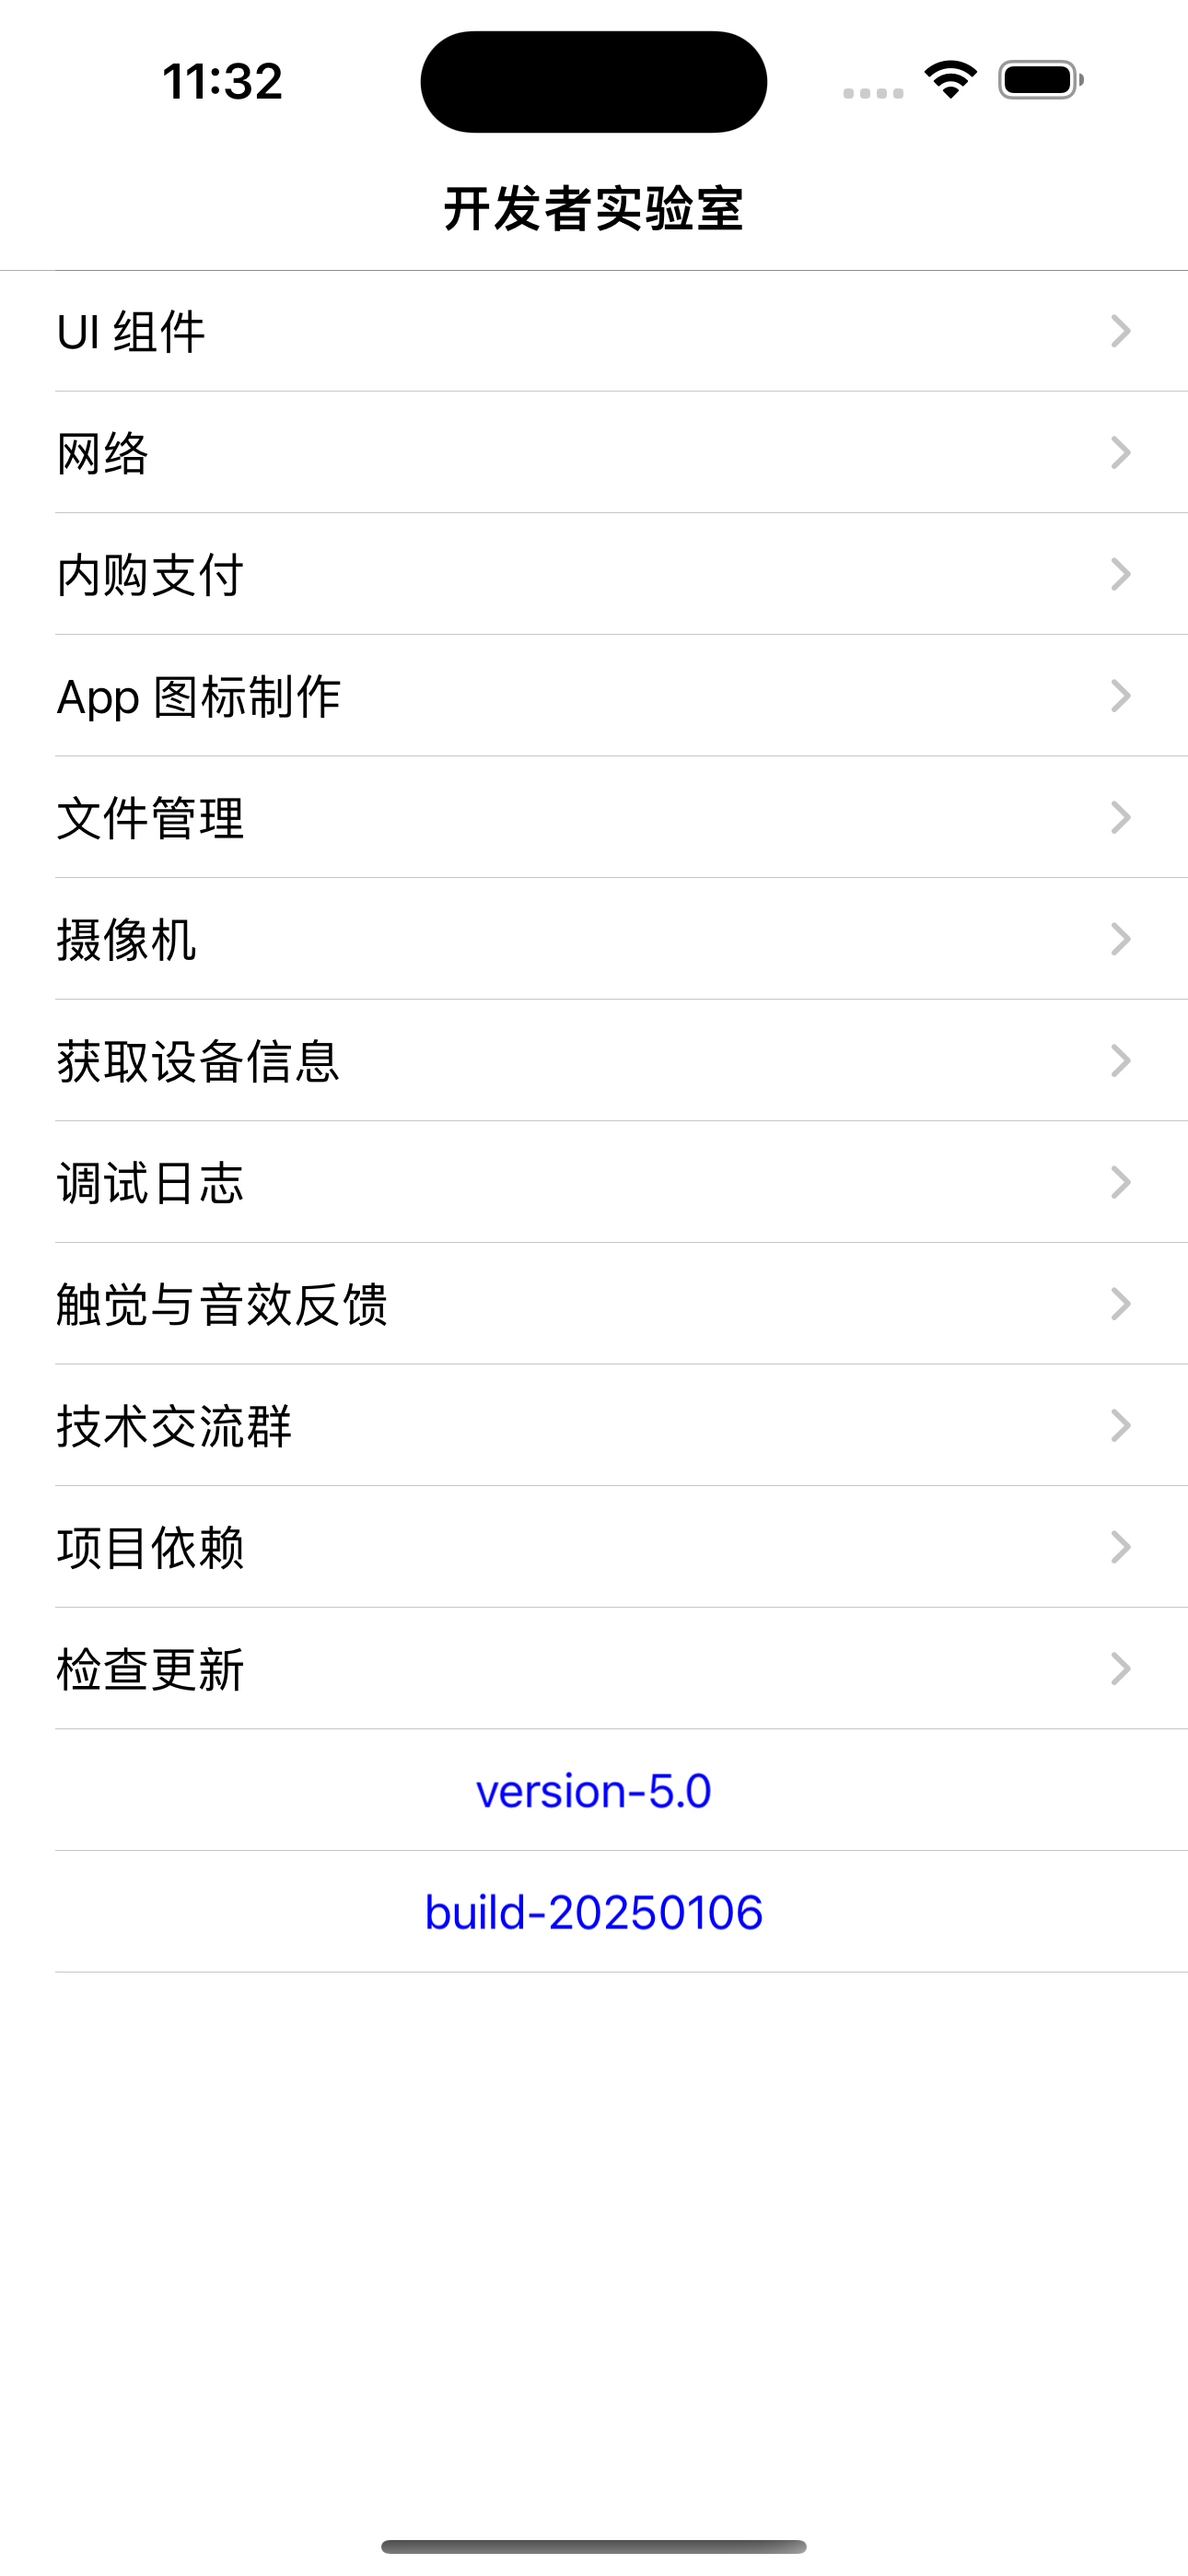 11:32
开发者实验室
UI 组件
网络
内购支付
App 图标制作
文件管理
摄像机
获取设备信息
调试日志
触觉与音效反馈
技术交流群
项目依赖
检查更新
version-5.0
build-20250106